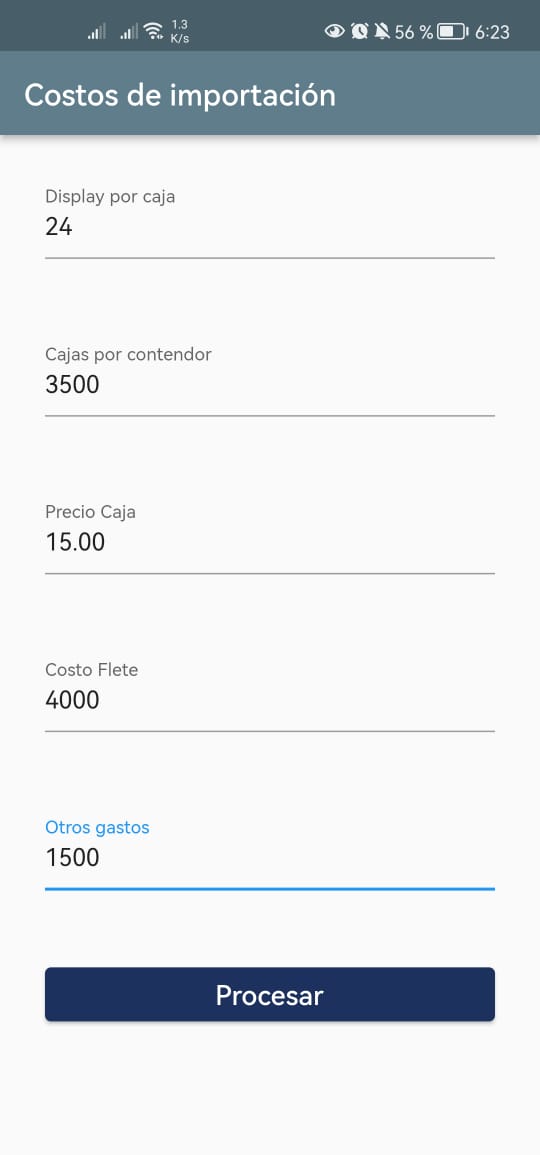 1.3
K/s
56 %
6:23
Costos de importación
Display por caja
24
Cajas por contendor
3500
Precio Caja
15.00
Costo Flete
4000
Otros gastos
1500
Procesar